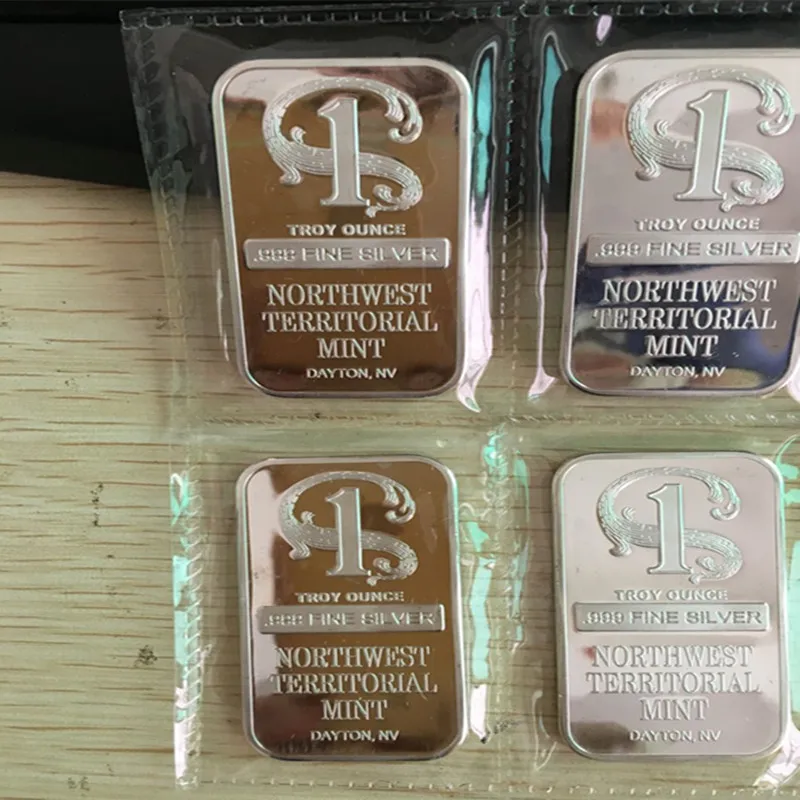 1
TROY OUNCE
.999 FINE SILVER
NORTHWEST
TERRITORIAL
MINT
DAYTON, NV
1
TROY OUNCE
.999 FINE SILVER
NORTHWEST
TERRITORIAL
MINT
DAYTON, NV
1
TROY OUNCE
.999 FINE SILVER
NORTHWEST
TERRITORIAL
MINT
DAYTON, NV
1
TROY OUNCE
.999 FINE SILVER
NORTHWEST
TERRITORIAL
MINT
DAYTON, NV